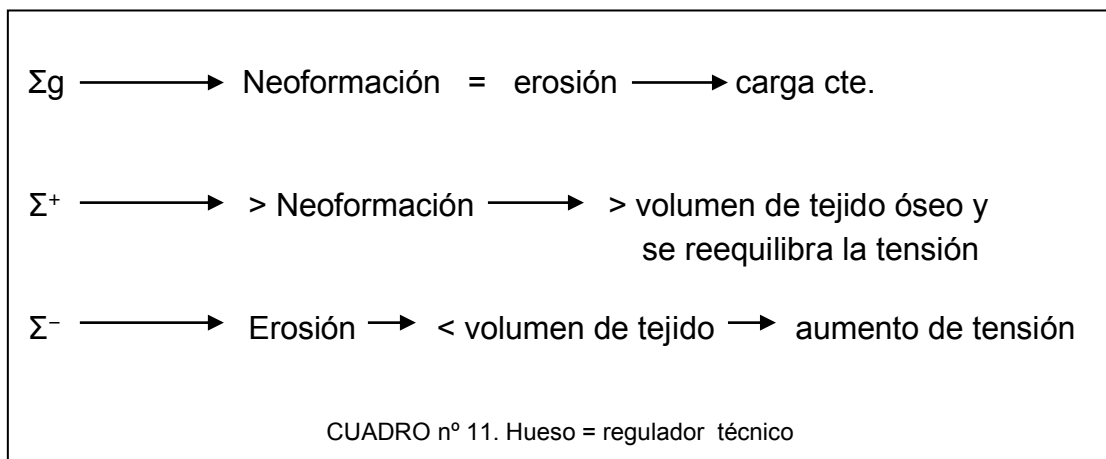 Σg → Neoformación = erosión → carga cte.
Σ⁺ → > Neoformación → > volumen de tejido óseo y
se reequilibra la tensión
Σ⁻ → Erosión → < volumen de tejido → aumento de tensión
CUADRO nº 11. Hueso = regulador técnico